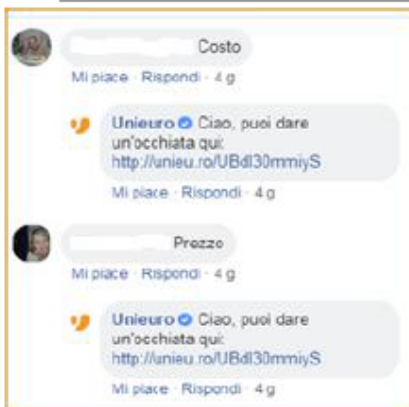 Costo
Mi piace · Rispondi · 4 g
Unieuro Ciao, puoi dare
un'occhiata qui:
http://unieu.ro/UBdl30mmiyS
Mi piace · Rispondi · 4 g
Prezzo
Mi piace · Rispondi · 4 g
Unieuro Ciao, puoi dare
un'occhiata qui:
http://unieu.ro/UBdl30mmiyS
Mi piace · Rispondi · 4 g